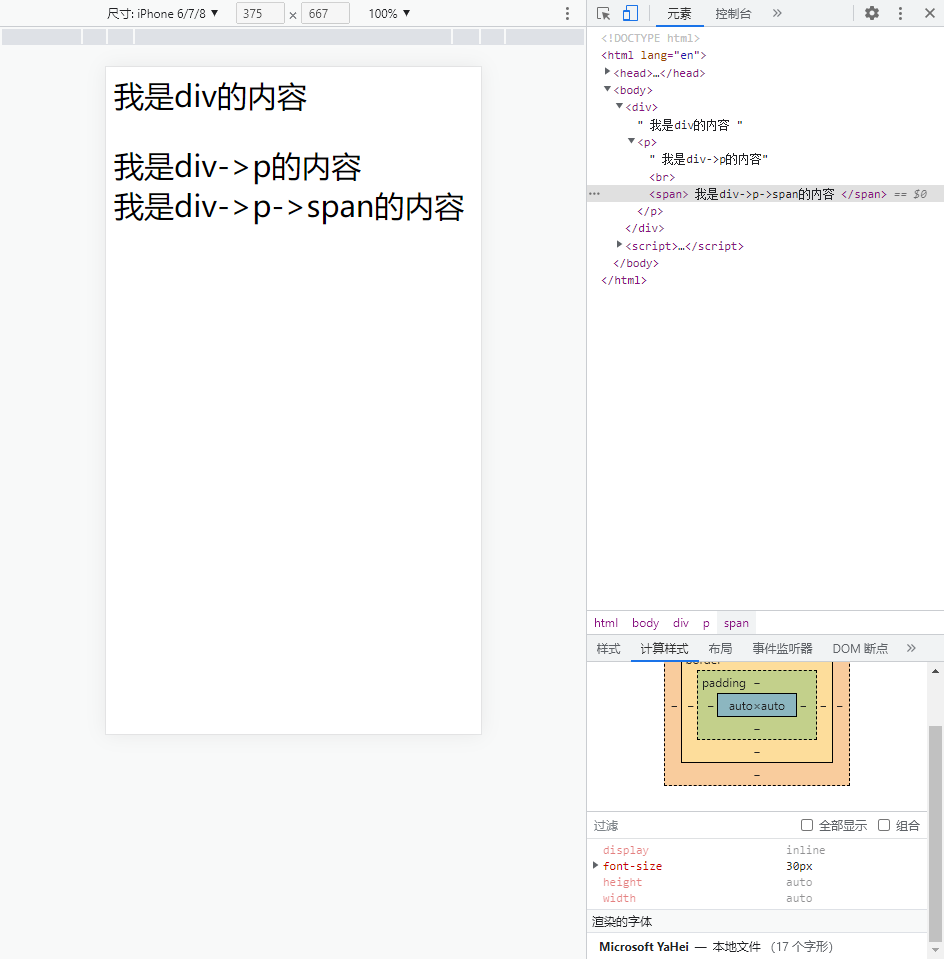 尺寸: iPhone 6/7/8 ▼ 375 × 667 100% ▼
元素 控制台 »
我是div的内容
我是div->p的内容
我是div->p->span的内容
<!DOCTYPE html>
<html lang="en">
<head>…</head>
<body>
<div>
" 我是div的内容 "
<p>
" 我是div->p的内容"
<br>
<span> 我是div->p->span的内容 </span> == $0
</p>
</div>
<script>…</script>
</body>
</html>
html body div p span
样式 计算样式 布局 事件监听器 DOM 断点 »
padding –
– – – auto×auto – – –
–
–
–
过滤 全部显示 组合
display inline
font-size 30px
height auto
width auto
渲染的字体
Microsoft YaHei — 本地文件 (17 个字形)